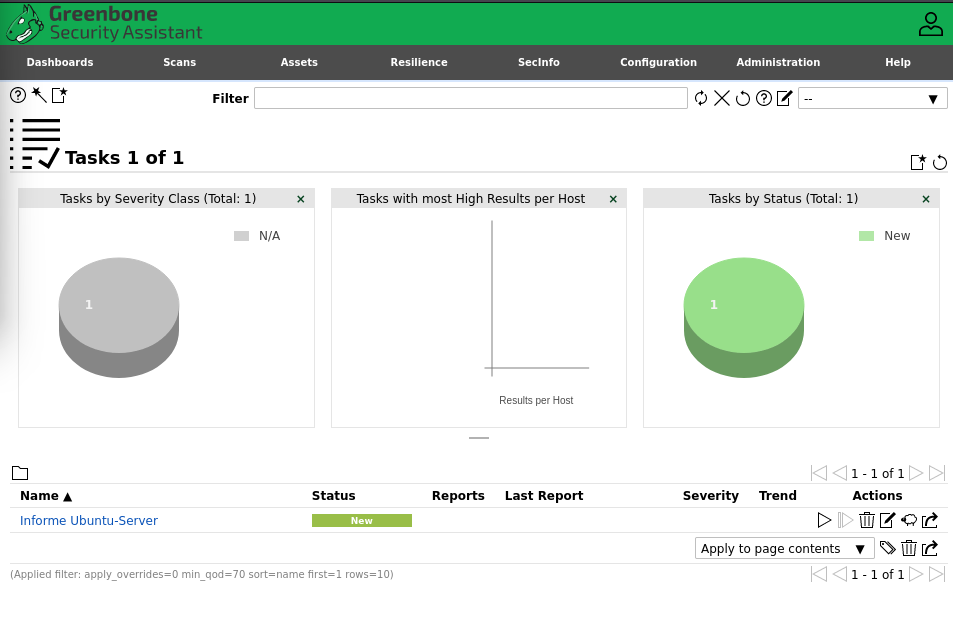 Greenbone
Security Assistant
Dashboards Scans Assets Resilience SecInfo Configuration Administration Help
Filter --
Tasks 1 of 1
Tasks by Severity Class (Total: 1)
N/A
1
Tasks with most High Results per Host
Results per Host
Tasks by Status (Total: 1)
New
1
1 - 1 of 1
Name ▲ Status Reports Last Report Severity Trend Actions
Informe Ubuntu-Server New
Apply to page contents ▼
(Applied filter: apply_overrides=0 min_qod=70 sort=name first=1 rows=10) 1 - 1 of 1